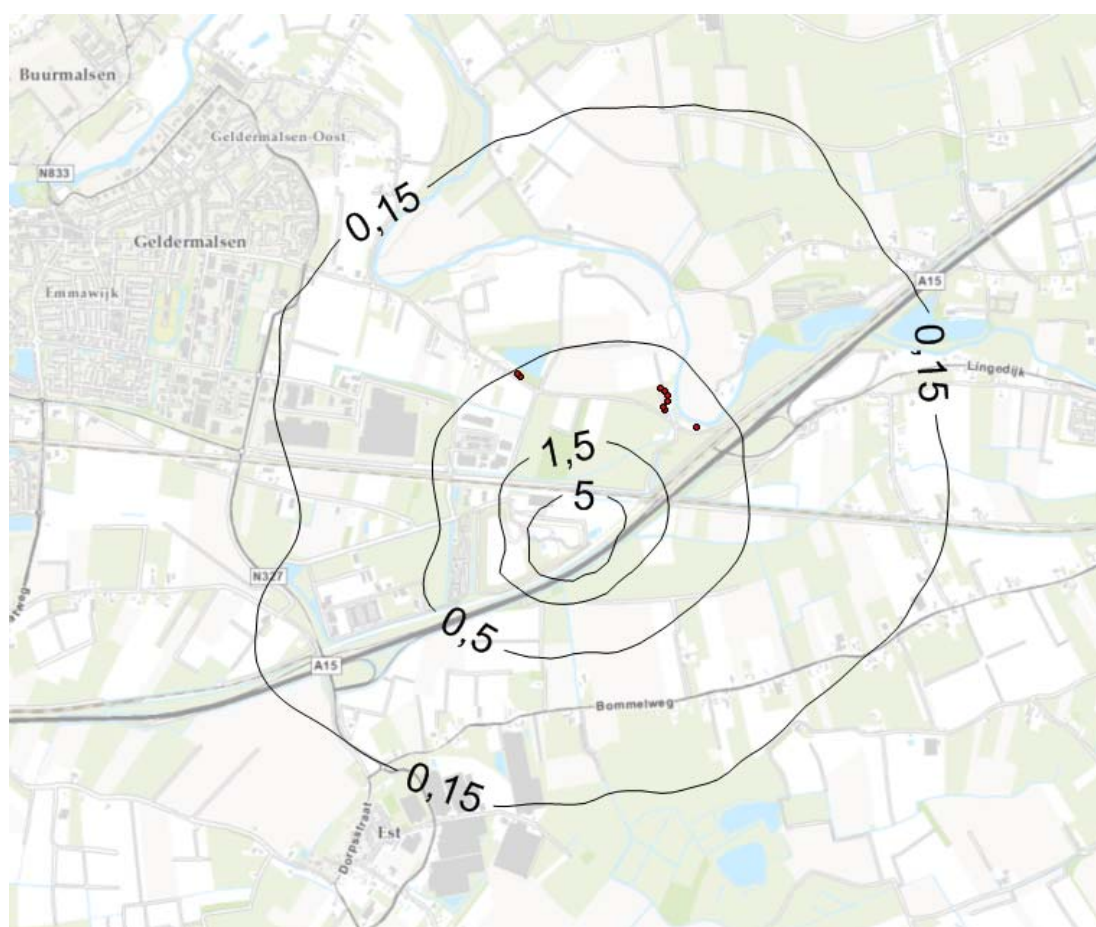 Buurmalsen
Geldermalsen-Oost
N833
0,15
Geldermalsen
Emmawijk
A15
0,15
Lingedijk
1,5
5
N327
0,5
A15
Bommelweg
0,15
Dorpsstraat
Est